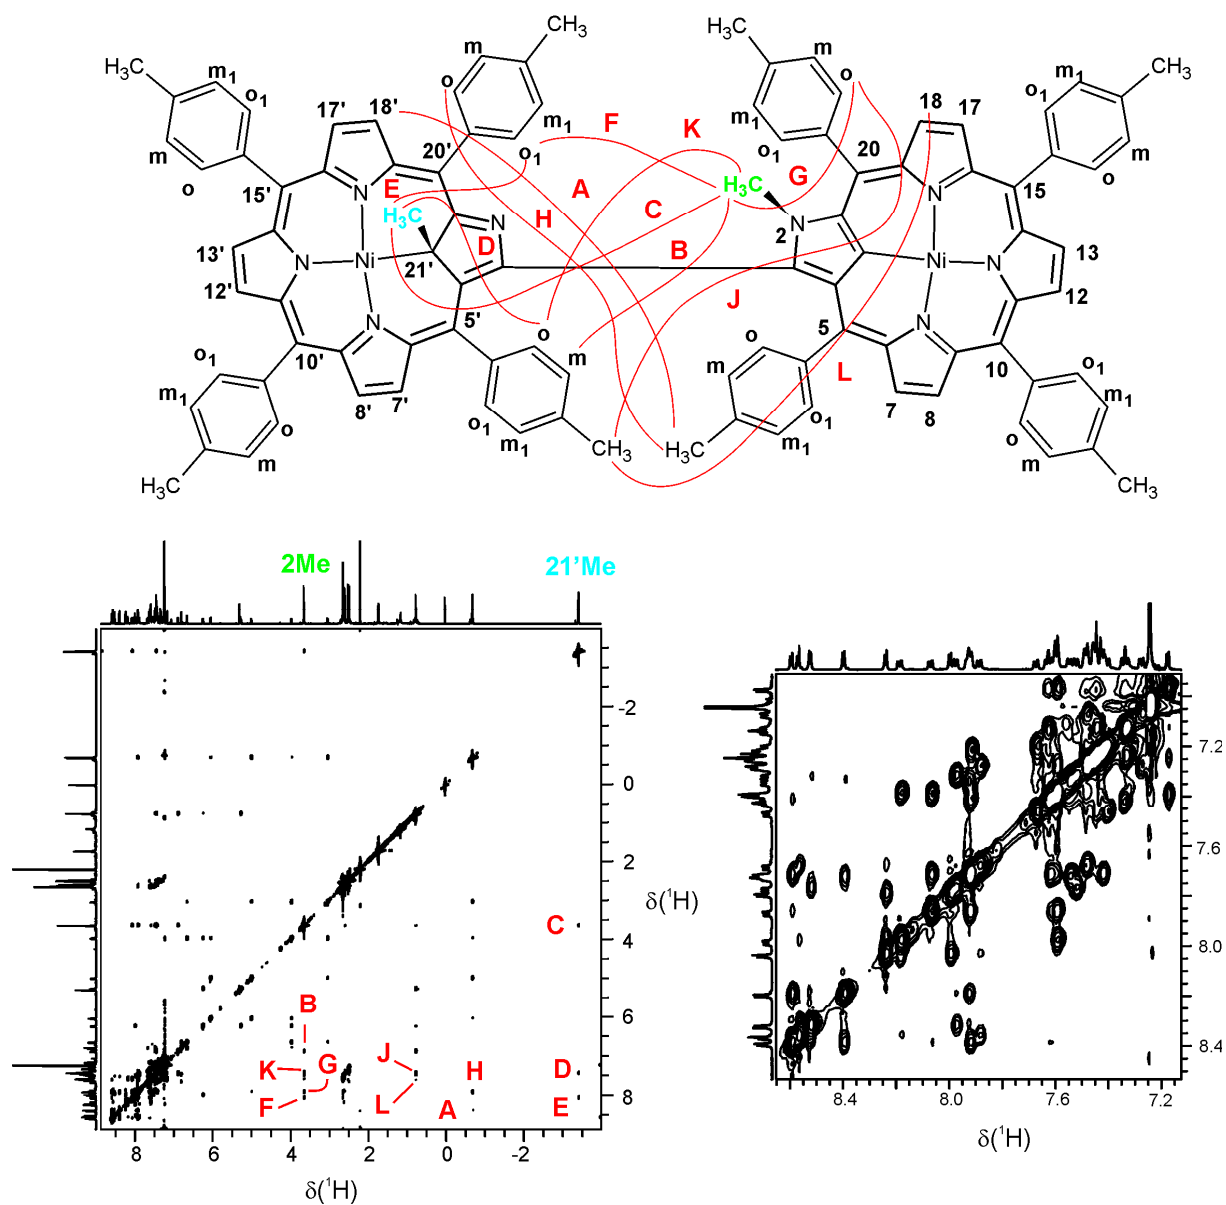 CH3 H3C
m o m o
H3C m1 o1 m1 o1 m1 o1 m1 o1 CH3
17' 18' F K 18 17
m o 20' o1 20 m o
E A H3C G
15' 15
N H3C H C N N
D 2 N
13' N Ni 21' B Ni N 13
12' 12
N 5' J 5 N
o o
10' m m L 10
o1 m1 8' 7' o1 m1 o1 m1 7 8 o1 m1
o m CH3 H3C o m
H3C CH3
2Me 21'Me
-2
0
2
C 4
B 6
K G J H D
F L A E 8
8 6 4 2 0 -2
δ(1H)
δ(1H)
7.2
7.6
8.0
8.4
8.4 8.0 7.6 7.2
δ(1H)